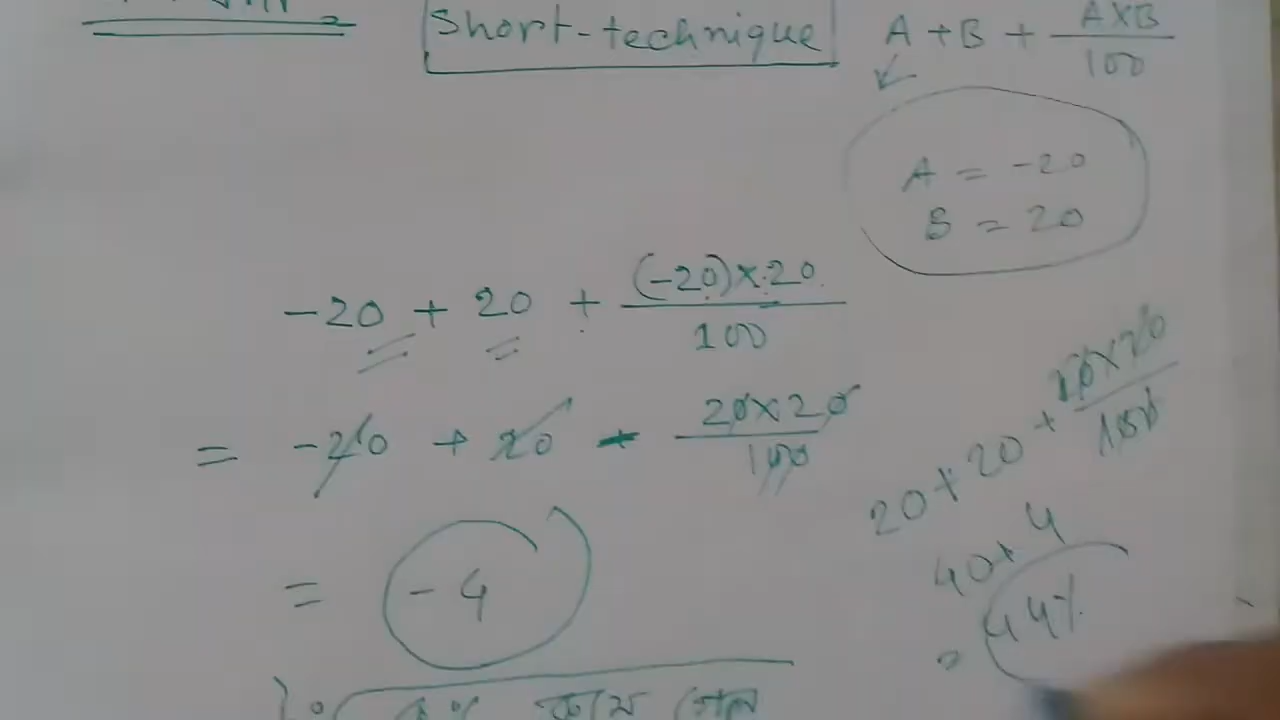 Short-technique
A + B + A×B/100
A = -20
B = 20
-20 + 20 + (-20)×20/100
= -20 + 20 - 20×20/100
= -4
20+20+ 20×20/100
40+4
= 44%